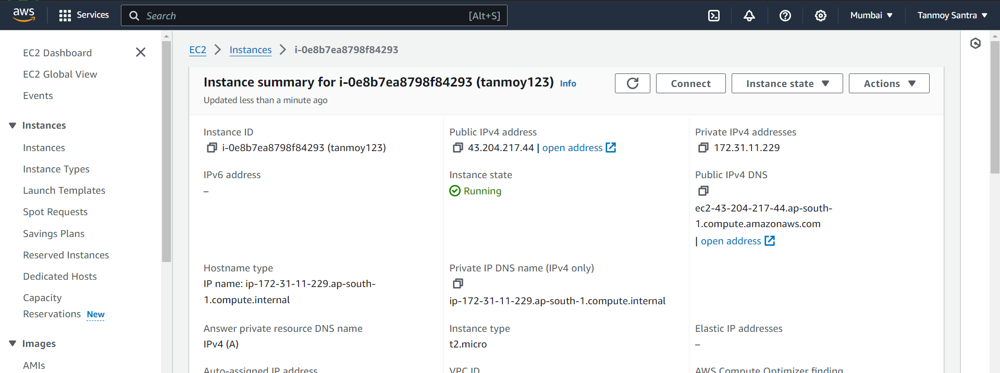 aws
Services
Search
[Alt+S]
Mumbai
Tanmoy Santra
EC2 Dashboard
EC2 Global View
Events
Instances
Instances
Instance Types
Launch Templates
Spot Requests
Savings Plans
Reserved Instances
Dedicated Hosts
Capacity
Reservations New
Images
AMIs
EC2
Instances
i-0e8b7ea8798f84293
Instance summary for i-0e8b7ea8798f84293 (tanmoy123) Info
Updated less than a minute ago
Connect
Instance state
Actions
Instance ID
i-0e8b7ea8798f84293 (tanmoy123)
Public IPv4 address
43.204.217.44 | open address
Private IPv4 addresses
172.31.11.229
IPv6 address
–
Instance state
Running
Public IPv4 DNS
ec2-43-204-217-44.ap-south-
1.compute.amazonaws.com
| open address
Hostname type
IP name: ip-172-31-11-229.ap-south-
1.compute.internal
Private IP DNS name (IPv4 only)
ip-172-31-11-229.ap-south-1.compute.internal
Answer private resource DNS name
IPv4 (A)
Instance type
t2.micro
Elastic IP addresses
–
Auto-assigned IP address
VPC ID
AWS Compute Optimizer finding